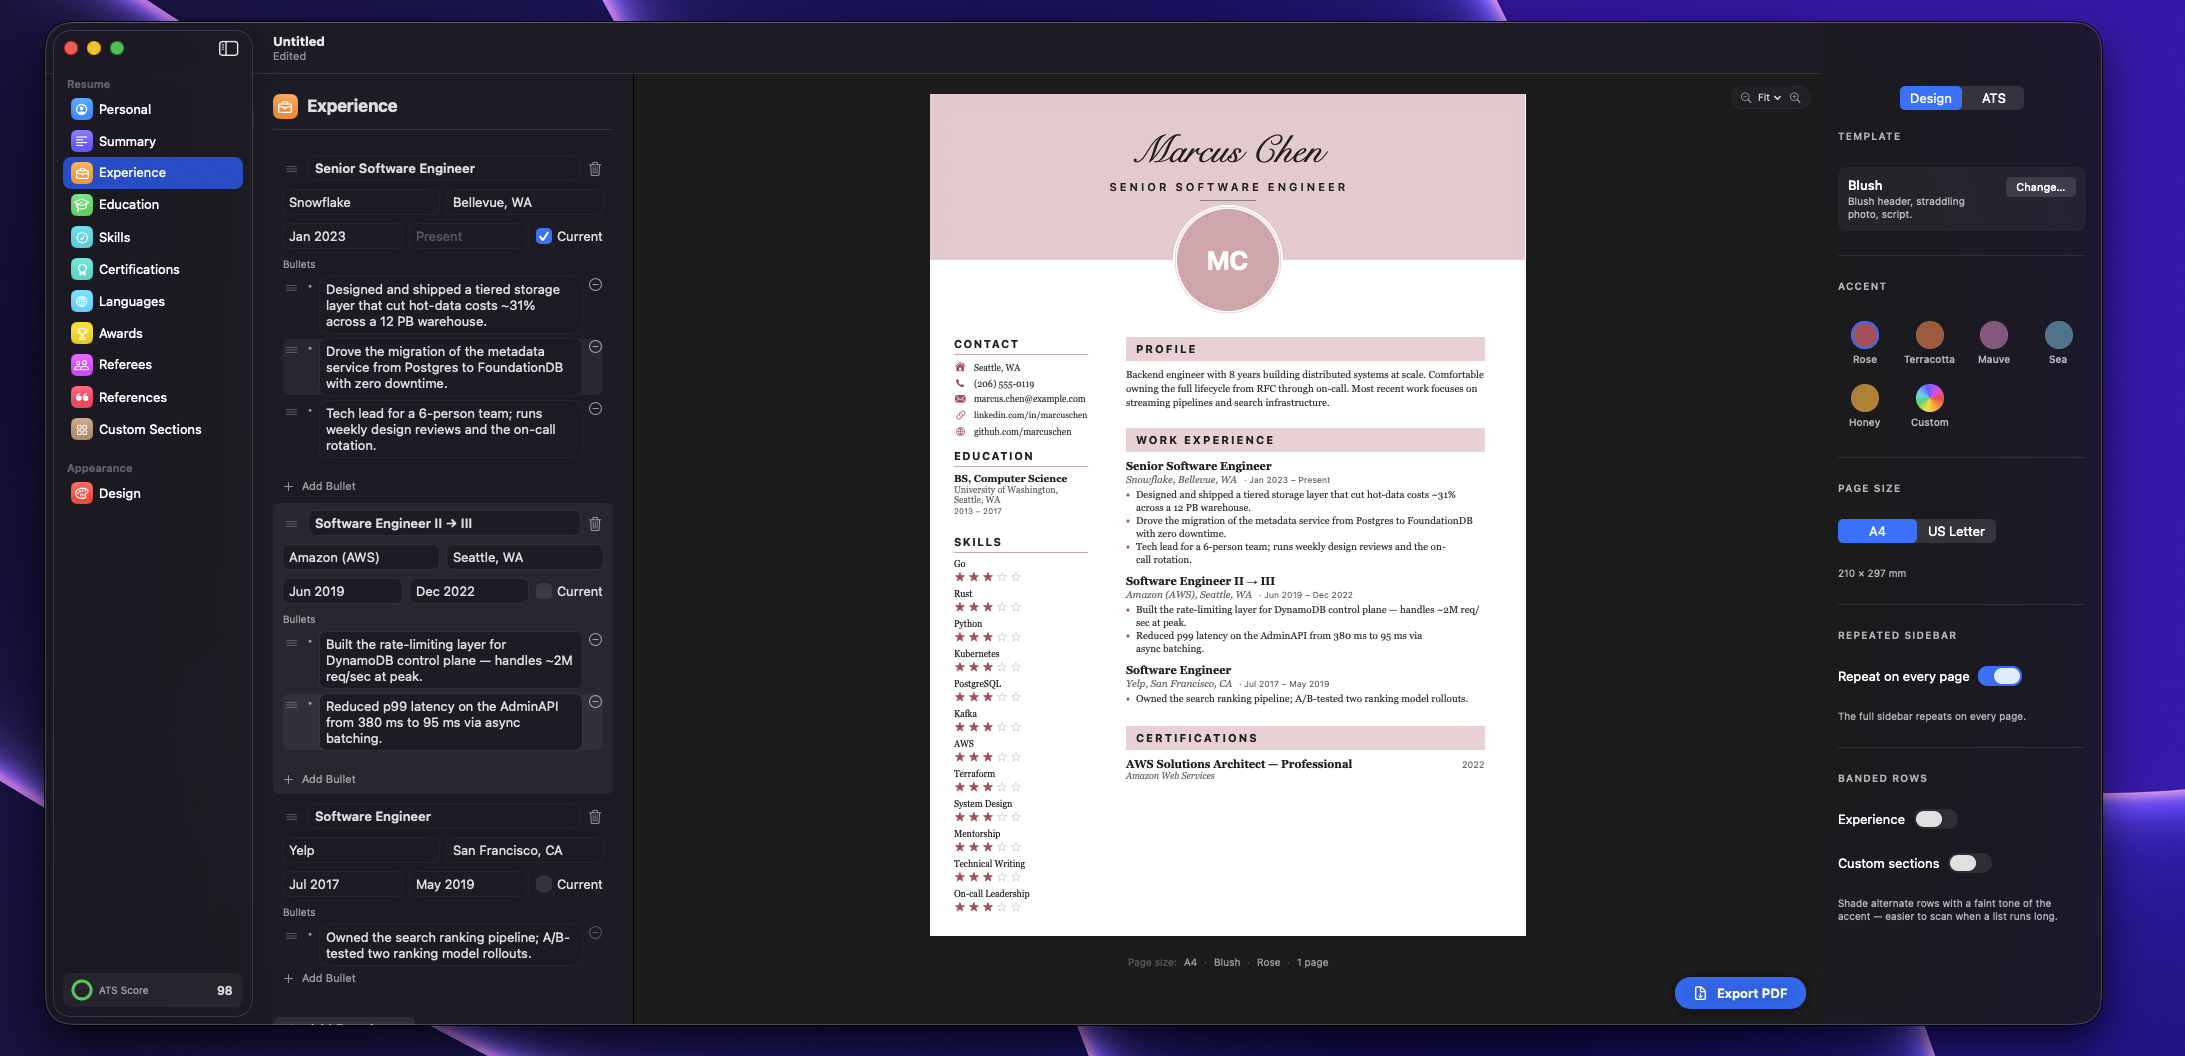 Untitled
Edited
Resume
Personal
Summary
Experience
Education
Skills
Certifications
Languages
Awards
Referees
References
Custom Sections
Appearance
Design
ATS Score 98
Experience
Senior Software Engineer
Snowflake Bellevue, WA
Jan 2023 Present Current
Bullets
Designed and shipped a tiered storage
layer that cut hot-data costs ~31%
across a 12 PB warehouse.
Drove the migration of the metadata
service from Postgres to FoundationDB
with zero downtime.
Tech lead for a 6-person team; runs
weekly design reviews and the on-call
rotation.
+ Add Bullet
Software Engineer II → III
Amazon (AWS) Seattle, WA
Jun 2019 Dec 2022 Current
Bullets
Built the rate-limiting layer for
DynamoDB control plane — handles ~2M
req/sec at peak.
Reduced p99 latency on the AdminAPI
from 380 ms to 95 ms via async
batching.
+ Add Bullet
Software Engineer
Yelp San Francisco, CA
Jul 2017 May 2019 Current
Bullets
Owned the search ranking pipeline; A/B-
tested two ranking model rollouts.
+ Add Bullet
Fit
Marcus Chen
SENIOR SOFTWARE ENGINEER
MC
CONTACT
Seattle, WA
(206) 555-0119
marcus.chen@example.com
linkedin.com/in/marcuschen
github.com/marcuschen
EDUCATION
BS, Computer Science
University of Washington,
Seattle, WA
2013 – 2017
SKILLS
Go
Rust
Python
Kubernetes
PostgreSQL
Kafka
AWS
Terraform
System Design
Mentorship
Technical Writing
On-call Leadership
PROFILE
Backend engineer with 8 years building distributed systems at scale. Comfortable
owning the full lifecycle from RFC through on-call. Most recent work focuses on
streaming pipelines and search infrastructure.
WORK EXPERIENCE
Senior Software Engineer
Snowflake, Bellevue, WA · Jan 2023 – Present
• Designed and shipped a tiered storage layer that cut hot-data costs ~31%
across a 12 PB warehouse.
• Drove the migration of the metadata service from Postgres to FoundationDB
with zero downtime.
• Tech lead for a 6-person team; runs weekly design reviews and the on-
call rotation.
Software Engineer II → III
Amazon (AWS), Seattle, WA · Jun 2019 – Dec 2022
• Built the rate-limiting layer for DynamoDB control plane — handles ~2M req/
sec at peak.
• Reduced p99 latency on the AdminAPI from 380 ms to 95 ms via
async batching.
Software Engineer
Yelp, San Francisco, CA · Jul 2017 – May 2019
• Owned the search ranking pipeline; A/B-tested two ranking model rollouts.
CERTIFICATIONS
AWS Solutions Architect — Professional 2022
Amazon Web Services
Page size: A4 · Blush · Rose · 1 page
Export PDF
Design ATS
TEMPLATE
Blush
Change...
Blush header, straddling
photo, script.
ACCENT
Rose Terracotta Mauve Sea
Honey Custom
PAGE SIZE
A4 US Letter
210 × 297 mm
REPEATED SIDEBAR
Repeat on every page
The full sidebar repeats on every page.
BANDED ROWS
Experience
Custom sections
Shade alternate rows with a faint tone of the
accent — easier to scan when a list runs long.